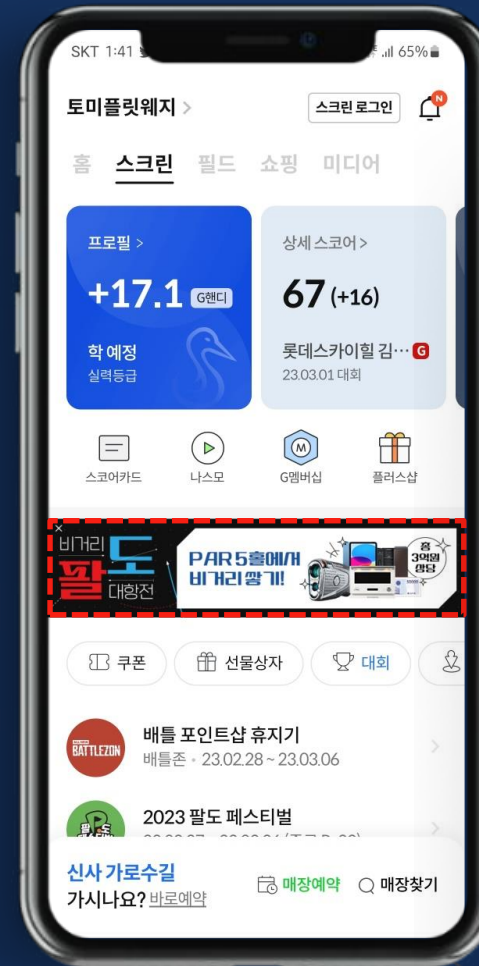 SKT 1:41
65%
토미플릿웨지 >
스크린 로그인
N
홈 스크린 필드 쇼핑 미디어
프로필 >
+17.1 G핸디
학 예정
실력등급
상세 스코어 >
67 (+16)
롯데스카이힐 김… G
23.03.01 대회
스코어카드
나스모
M
G멤버십
플러스샵
비거리
팔도
대항전
PAR 5홀에서
비거리 쌓기!
총
3억원
상당
쿠폰
선물상자
대회
BATTLEZON
배틀 포인트샵 휴지기
배틀존 • 23.02.28 ~ 23.03.06
2023 팔도 페스티벌
신사 가로수길
가시나요? 바로예약
매장예약
매장찾기